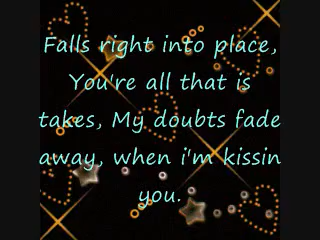 Falls right into place,
You're all that is
takes, My doubts fade
away, when i'm kissin
you.